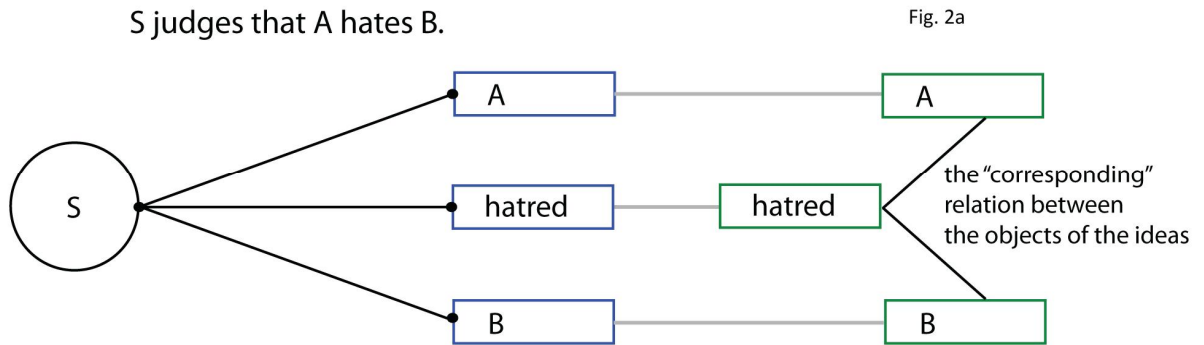 S judges that A hates B.
Fig. 2a
A
A
S
hatred
hatred
the “corresponding”
relation between
the objects of the ideas
B
B